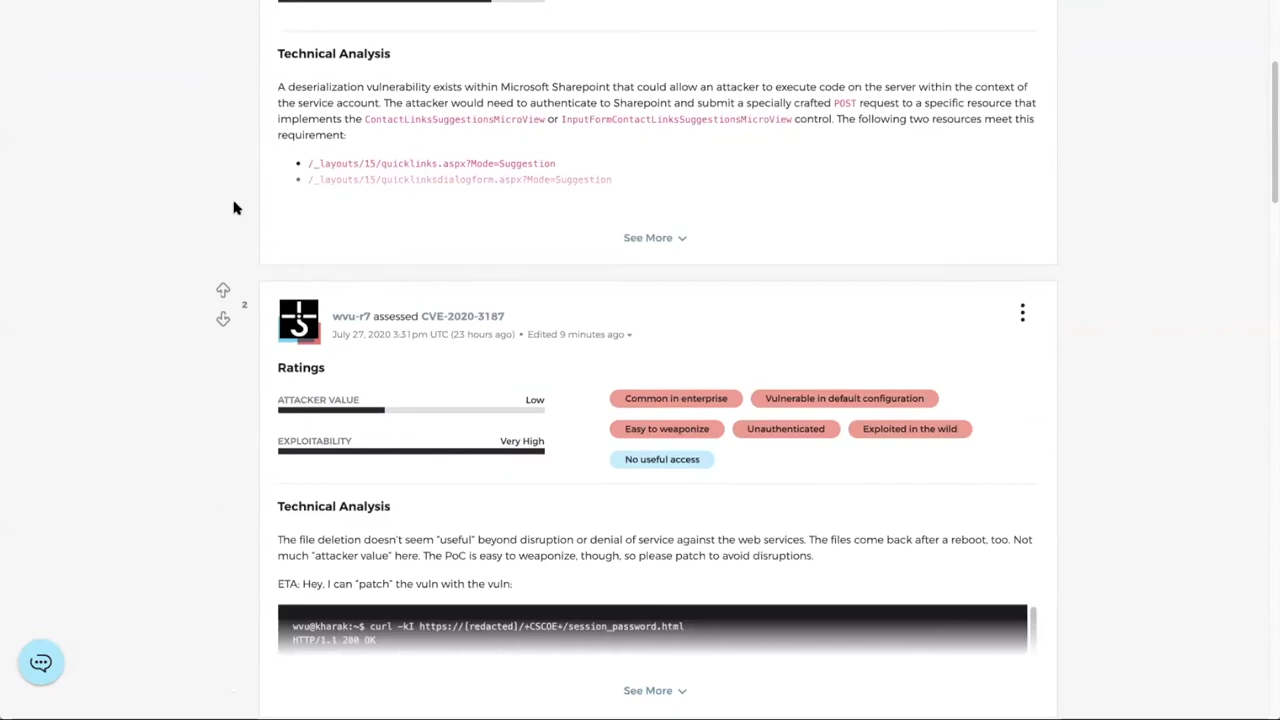 Technical Analysis
A deserialization vulnerability exists within Microsoft Sharepoint that could allow an attacker to execute code on the server within the context of
the service account. The attacker would need to authenticate to Sharepoint and submit a specially crafted POST request to a specific resource that
implements the ContactLinksSuggestionsMicroView or InputFormContactLinksSuggestionsMicroView control. The following two resources meet this
requirement:
• /_layouts/15/quicklinks.aspx?Mode=Suggestion
• /_layouts/15/quicklinksdialogform.aspx?Mode=Suggestion
See More
2
wvu-r7 assessed CVE-2020-3187
July 27, 2020 3:31pm UTC (23 hours ago) • Edited 9 minutes ago
Ratings
ATTACKER VALUE Low
Common in enterprise Vulnerable in default configuration
Easy to weaponize Unauthenticated Exploited in the wild
EXPLOITABILITY Very High
No useful access
Technical Analysis
The file deletion doesn't seem “useful” beyond disruption or denial of service against the web services. The files come back after a reboot, too. Not
much “attacker value” here. The PoC is easy to weaponize, though, so please patch to avoid disruptions.
ETA: Hey, I can “patch” the vuln with the vuln:
wvu@kharak:~$ curl -kI https://[redacted]/+CSCOE+/session_password.html
HTTP/1.1 200 OK
See More